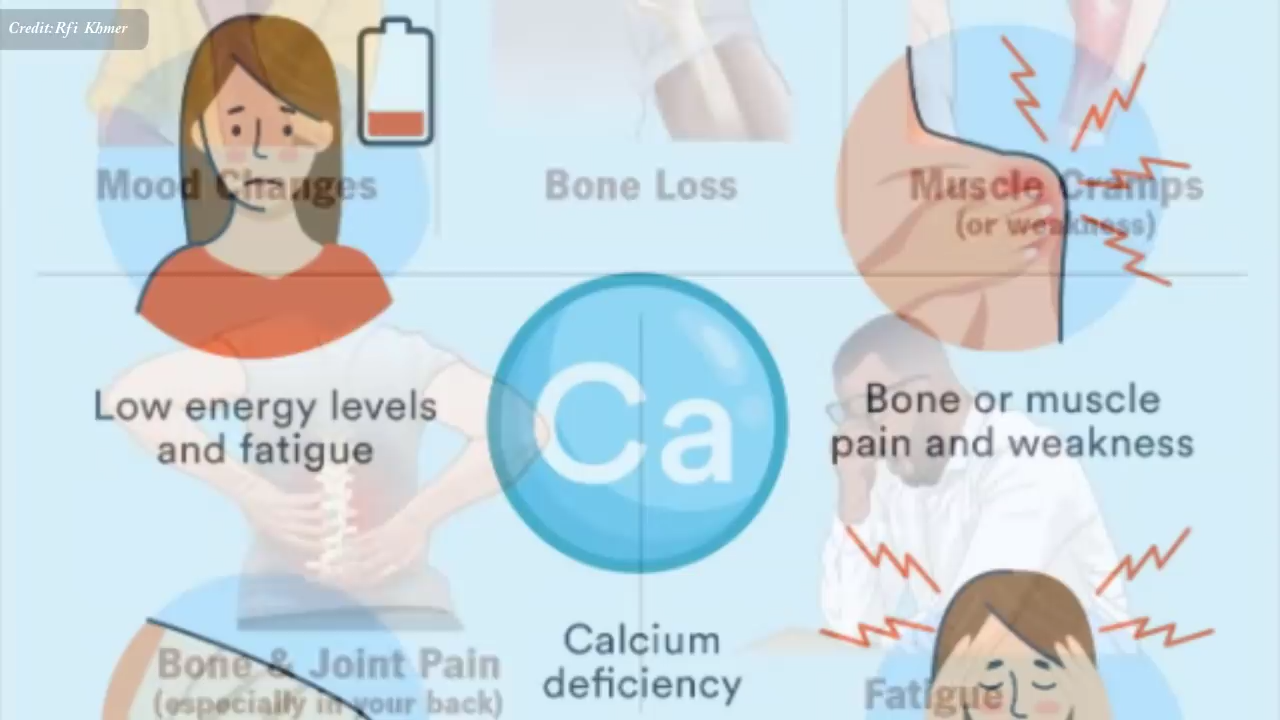 Credit:Rfi Khmer
Mood Changes
Bone Loss
Muscle Cramps
(or weakness)
Low energy levels
and fatigue
Ca
Bone or muscle
pain and weakness
Calcium
deficiency
Bone & Joint Pain
(especially in your back)
Fatigue